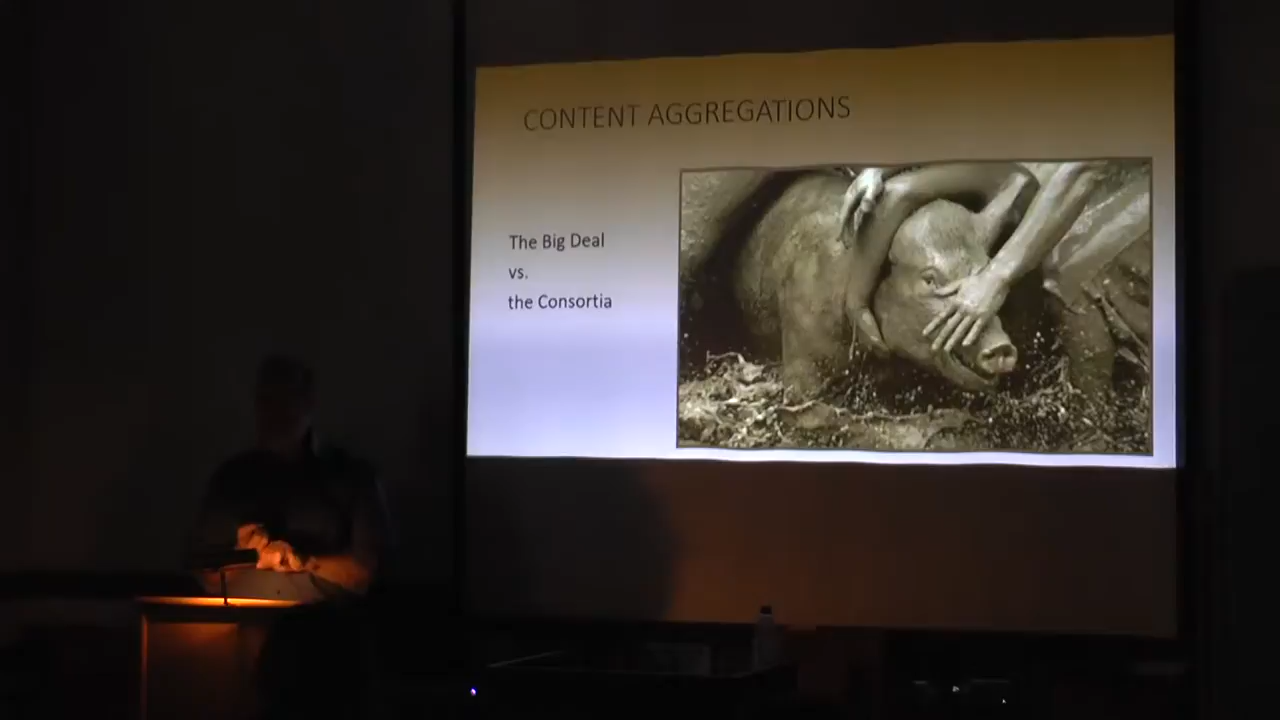 CONTENT AGGREGATIONS
The Big Deal
vs.
the Consortia